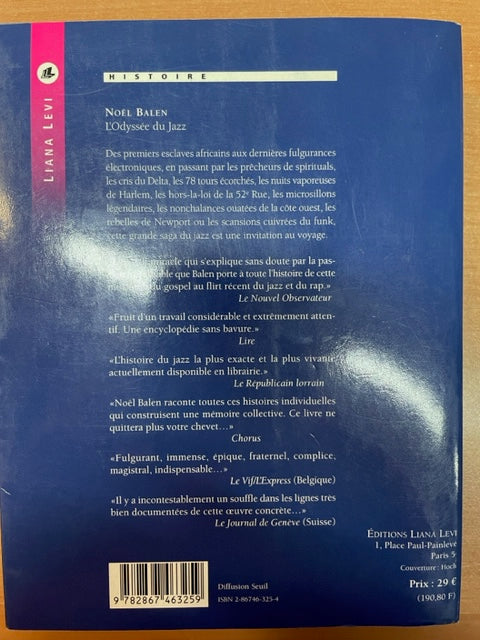 LIANA LEVI
HISTOIRE
NOËL BALEN
L'Odyssée du Jazz
Des premiers esclaves africains aux dernières fulgurances
électroniques, en passant par les prêcheurs de spirituals,
les cris du Delta, les 78 tours écorchés, les nuits vaporeuses
de Harlem, les hors-la-loi de la 52e Rue, les microsillons
légendaires, les nonchalances ouatées de la côte ouest, les
rebelles de Newport ou les scansions cuivrées du funk,
cette grande saga du jazz est une invitation au voyage.
miracle qui s'explique sans doute par la pas-
que Balen porte à toute l'histoire de cette
du gospel au flirt récent du jazz et du rap.»
Le Nouvel Observateur
«Fruit d'un travail considérable et extrêmement atten-
tif. Une encyclopédie sans bavure.»
Lire
«L'histoire du jazz la plus exacte et la plus vivante
actuellement disponible en librairie.»
Le Républicain lorrain
«Noël Balen raconte toutes ces histoires individuelles
qui construisent une mémoire collective. Ce livre ne
quittera plus votre chevet...»
Chorus
«Fulgurant, immense, épique, fraternel, complice,
magistral, indispensable...»
Le Vif/L'Express (Belgique)
«Il y a incontestablement un souffle dans les lignes très
bien documentées de cette œuvre concrète...»
Le Journal de Genève (Suisse)
ÉDITIONS LIANA LEVI
1, Place Paul-Painlevé
Paris 5
Couverture : Hoch
Prix : 29 €
(190,80 F)
Diffusion Seuil
ISBN 2-86746-325-4
9 782867 463259